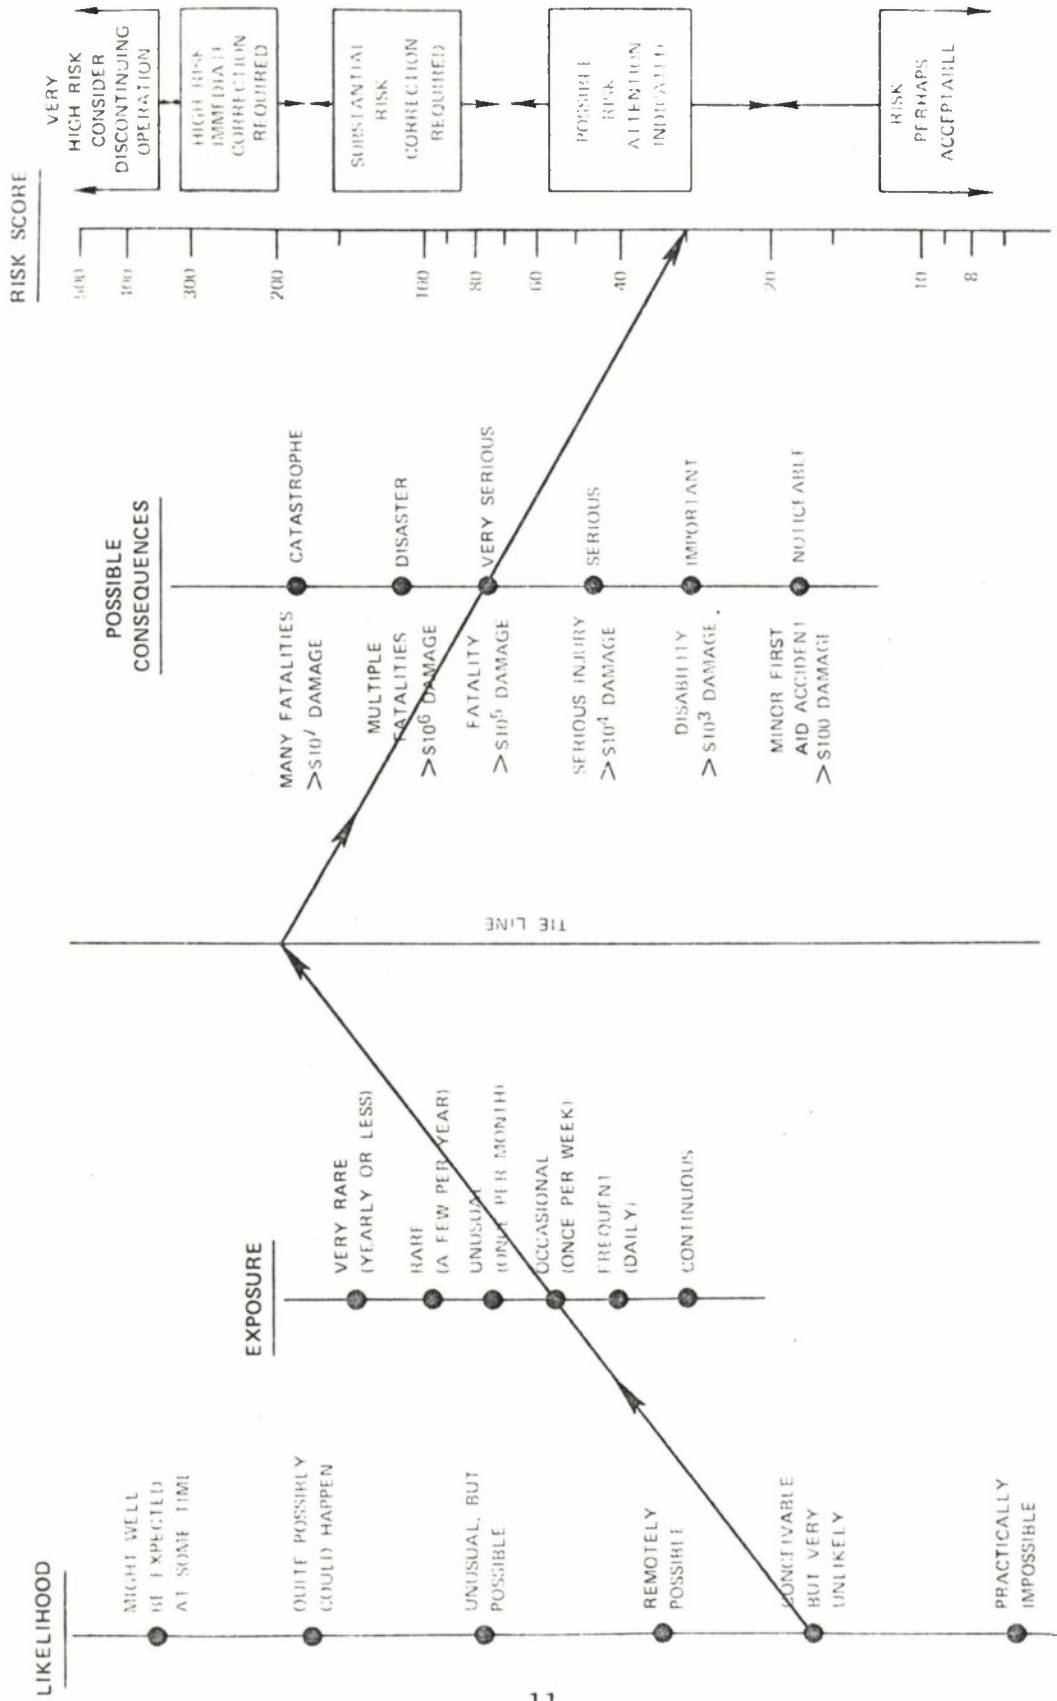 LIKELIHOOD
MIGHT WELL
BE EXPECTED
AT SOME TIME
QUITE POSSIBLY
COULD HAPPEN
UNUSUAL, BUT
POSSIBLE
REMOTELY
POSSIBLE
CONCEIVABLE
BUT VERY
UNLIKELY
PRACTICALLY
IMPOSSIBLE
EXPOSURE
VERY RARE
(YEARLY OR LESS)
RARE
(A FEW PER YEAR)
UNUSUAL
(ONCE PER MONTH)
OCCASIONAL
(ONCE PER WEEK)
FREQUENT
(DAILY)
CONTINUOUS
TIE LINE
POSSIBLE
CONSEQUENCES
MANY FATALITIES
>$10⁷ DAMAGE
CATASTROPHE
MULTIPLE
FATALITIES
>$10⁶ DAMAGE
DISASTER
FATALITY
>$10⁵ DAMAGE
VERY SERIOUS
SERIOUS INJURY
>$10⁴ DAMAGE
SERIOUS
DISABILITY
>$10³ DAMAGE
IMPORTANT
MINOR FIRST
AID ACCIDENT
>$100 DAMAGE
NOTICEABLE
RISK SCORE
500
400
300
200
100
80
60
40
20
10
8
VERY
HIGH RISK
CONSIDER
DISCONTINUING
OPERATION
HIGH RISK
IMMEDIATE
CORRECTION
REQUIRED
SUBSTANTIAL
RISK
CORRECTION
REQUIRED
POSSIBLE
RISK
ATTENTION
INDICATED
RISK
PERHAPS
ACCEPTABLE
11